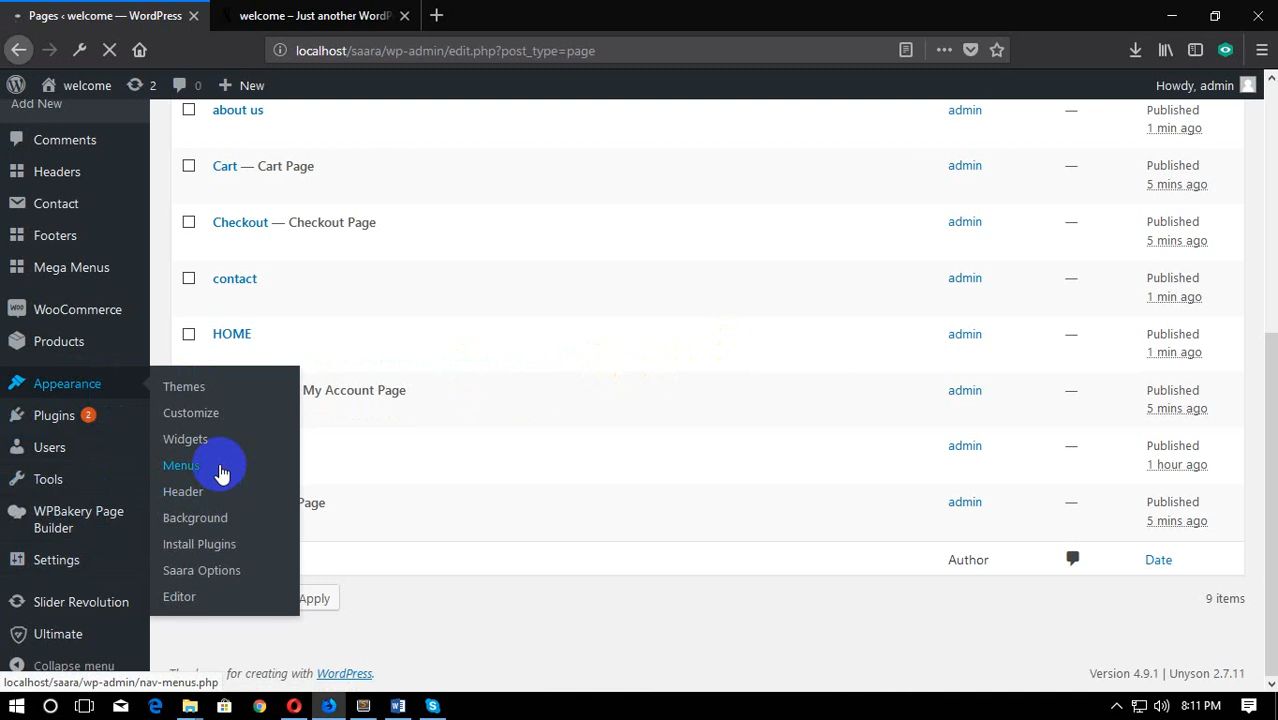 Pages ‹ welcome — WordPress
welcome – Just another WordP
localhost/saara/wp-admin/edit.php?post_type=page
welcome
2
0
New
Howdy, admin
Add New
Comments
Headers
Contact
Footers
Mega Menus
WooCommerce
Products
Appearance
Plugins 2
Users
Tools
WPBakery Page
Builder
Settings
Slider Revolution
Ultimate
Collapse menu
Themes
Customize
Widgets
Menus
Header
Background
Install Plugins
Saara Options
Editor
about us
admin
—
Published
1 min ago
Cart — Cart Page
admin
—
Published
5 mins ago
Checkout — Checkout Page
admin
—
Published
5 mins ago
contact
admin
—
Published
1 min ago
HOME
admin
—
Published
1 min ago
My Account Page
admin
—
Published
5 mins ago
admin
—
Published
1 hour ago
Page
admin
—
Published
5 mins ago
Author
Date
Apply
9 items
for creating with WordPress.
Version 4.9.1 | Unyson 2.7.11
localhost/saara/wp-admin/nav-menus.php
8:11 PM